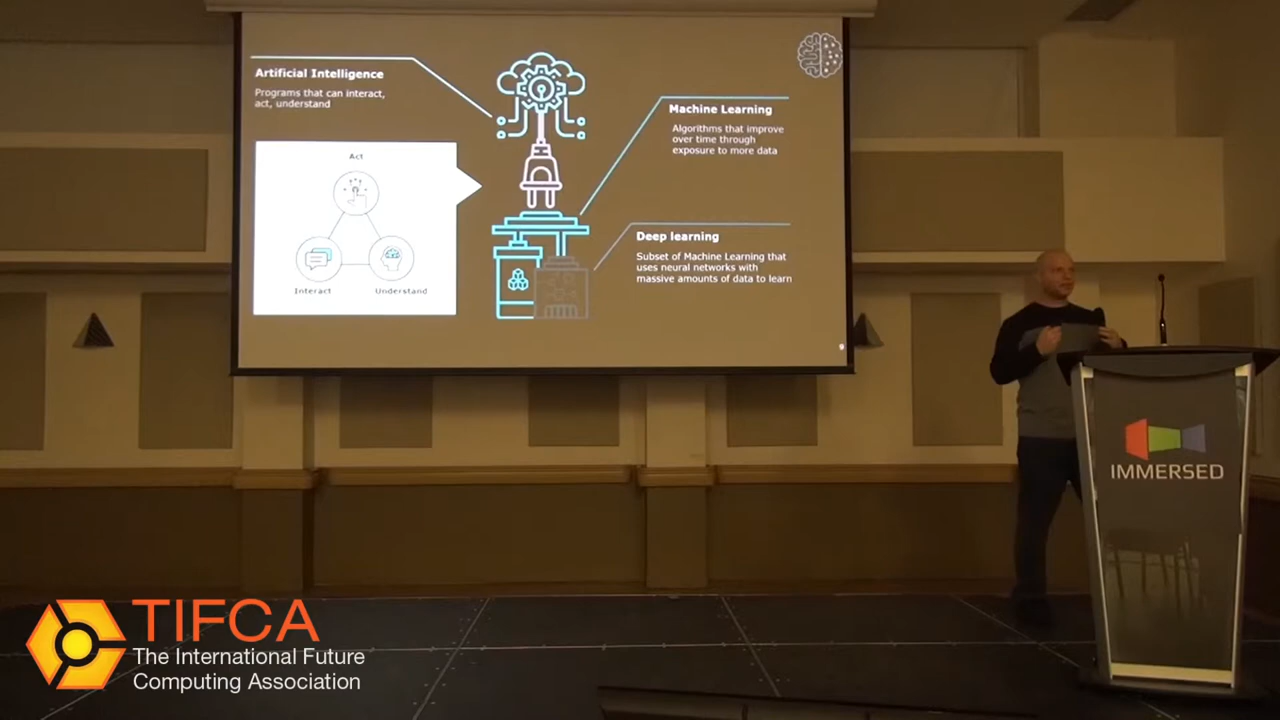 Artificial Intelligence
Programs that can interact,
act, understand
Act
Interact
Understand
Machine Learning
Algorithms that improve
over time through
exposure to more data
Deep learning
Subset of Machine Learning that
uses neural networks with
massive amounts of data to learn
9
IMMERSED
TIFCA
The International Future
Computing Association